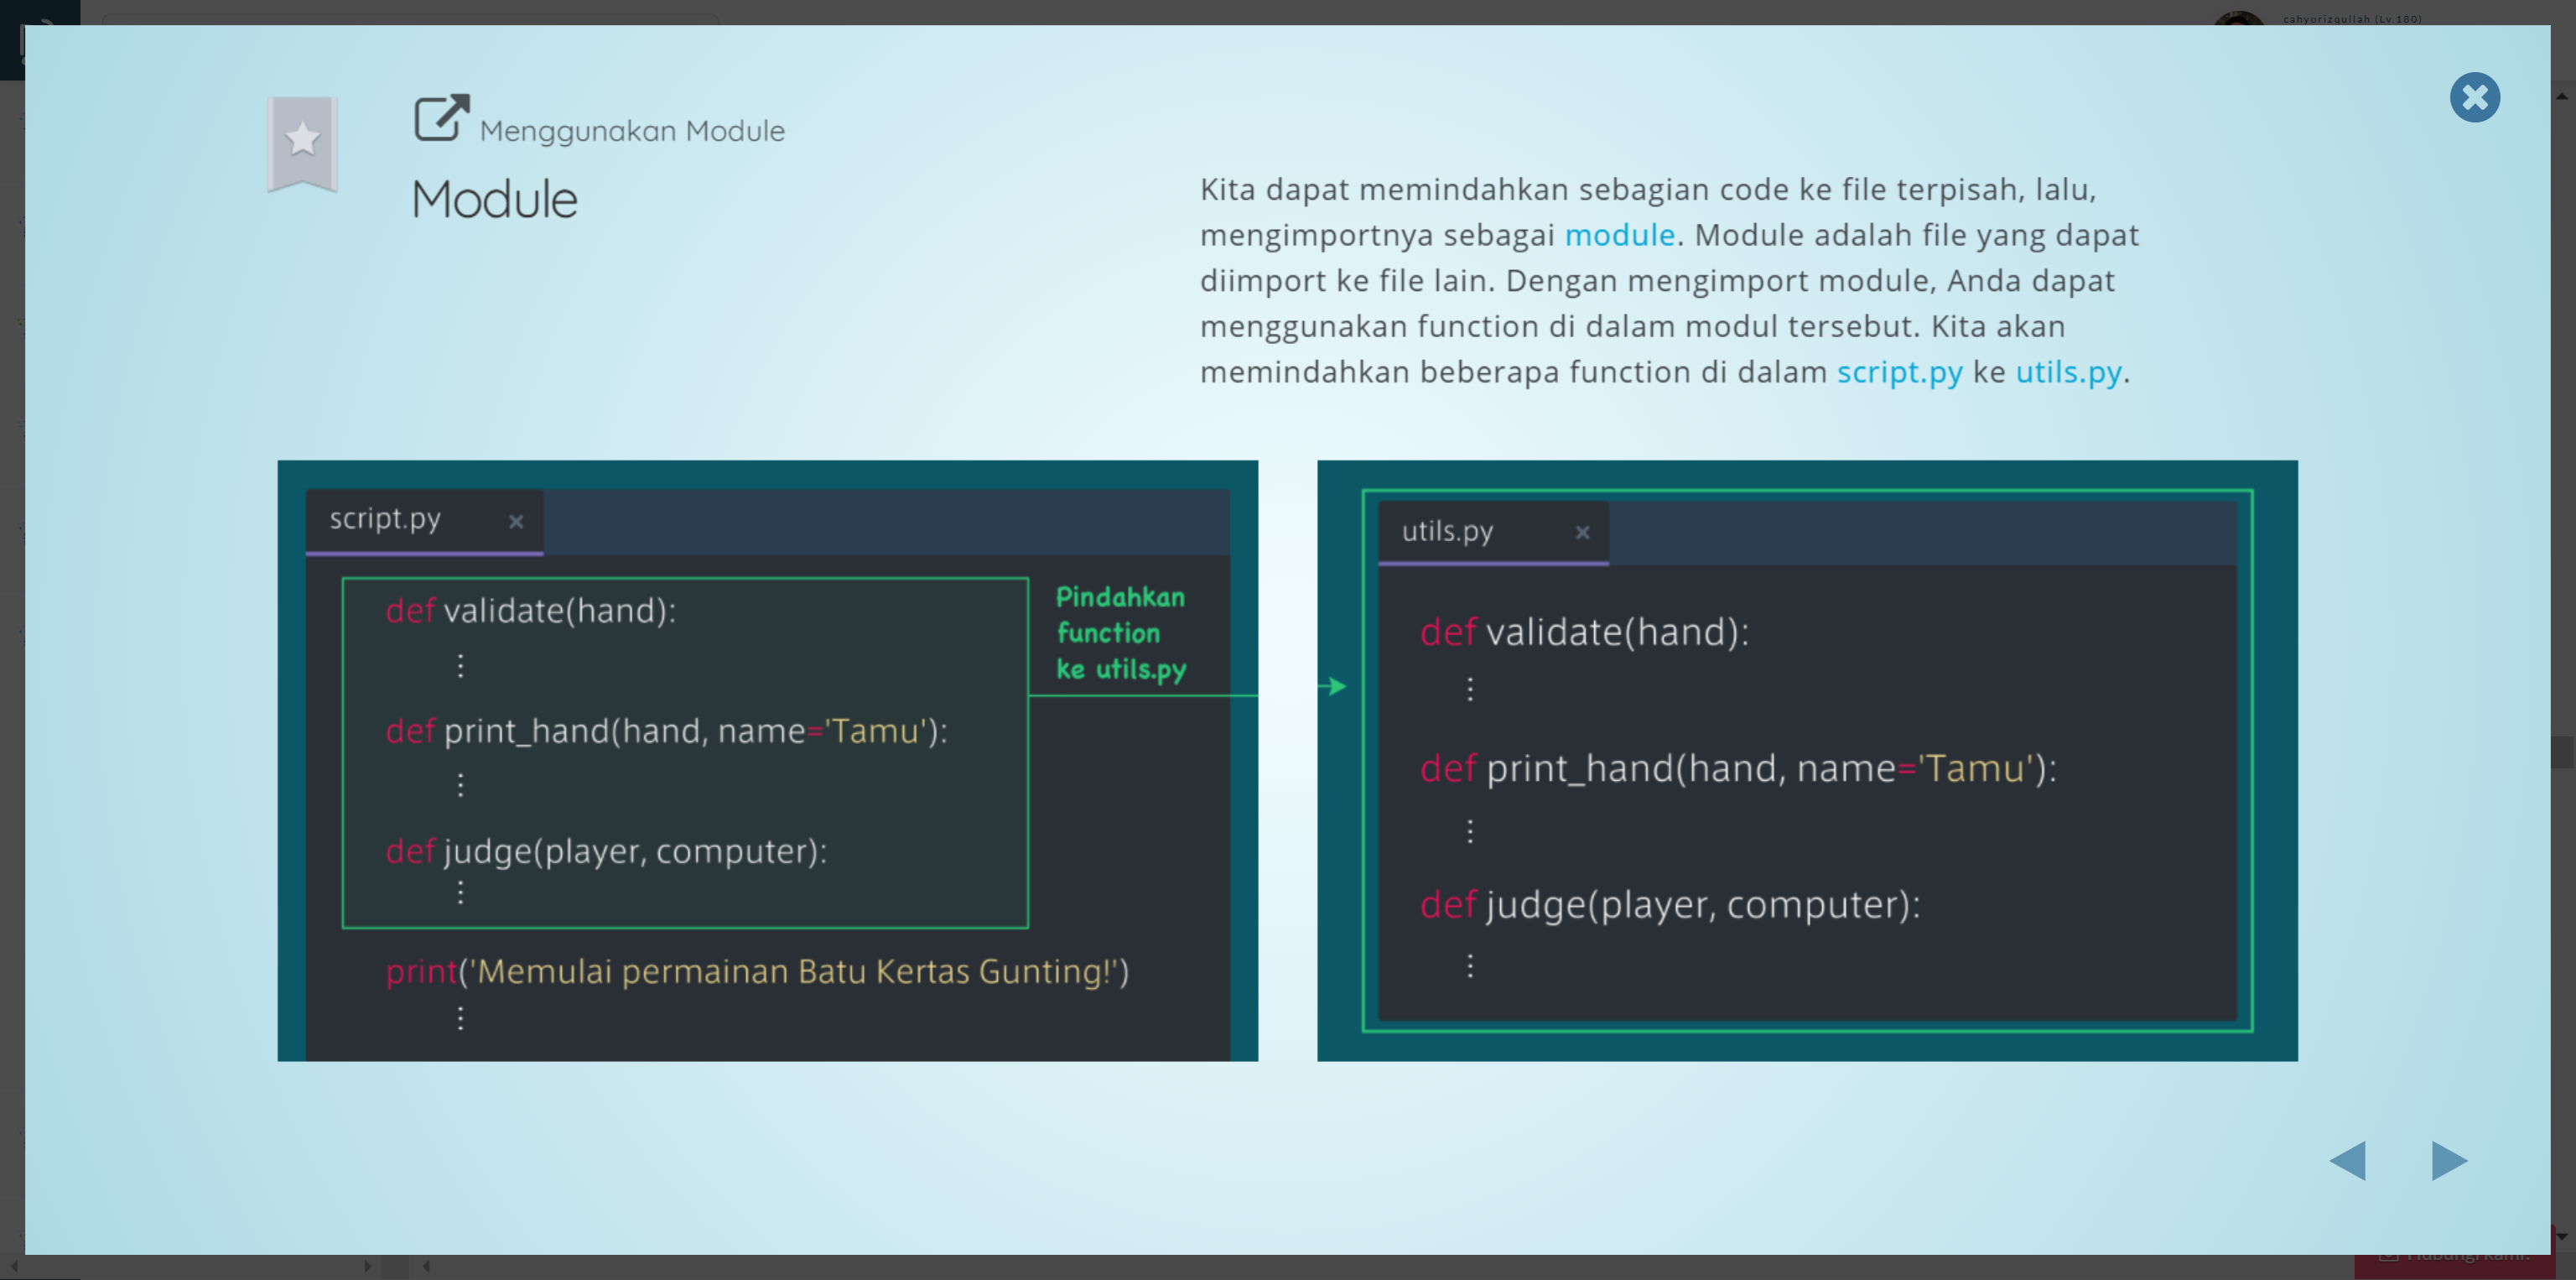 cahyorizqullah (Lv.180)
Menggunakan Module
Module
Kita dapat memindahkan sebagian code ke file terpisah, lalu,
mengimportnya sebagai module. Module adalah file yang dapat
diimport ke file lain. Dengan mengimport module, Anda dapat
menggunakan function di dalam modul tersebut. Kita akan
memindahkan beberapa function di dalam script.py ke utils.py.
script.py
def validate(hand):
⋮
def print_hand(hand, name='Tamu'):
⋮
def judge(player, computer):
⋮
print('Memulai permainan Batu Kertas Gunting!')
⋮
Pindahkan
function
ke utils.py
utils.py
def validate(hand):
⋮
def print_hand(hand, name='Tamu'):
⋮
def judge(player, computer):
⋮